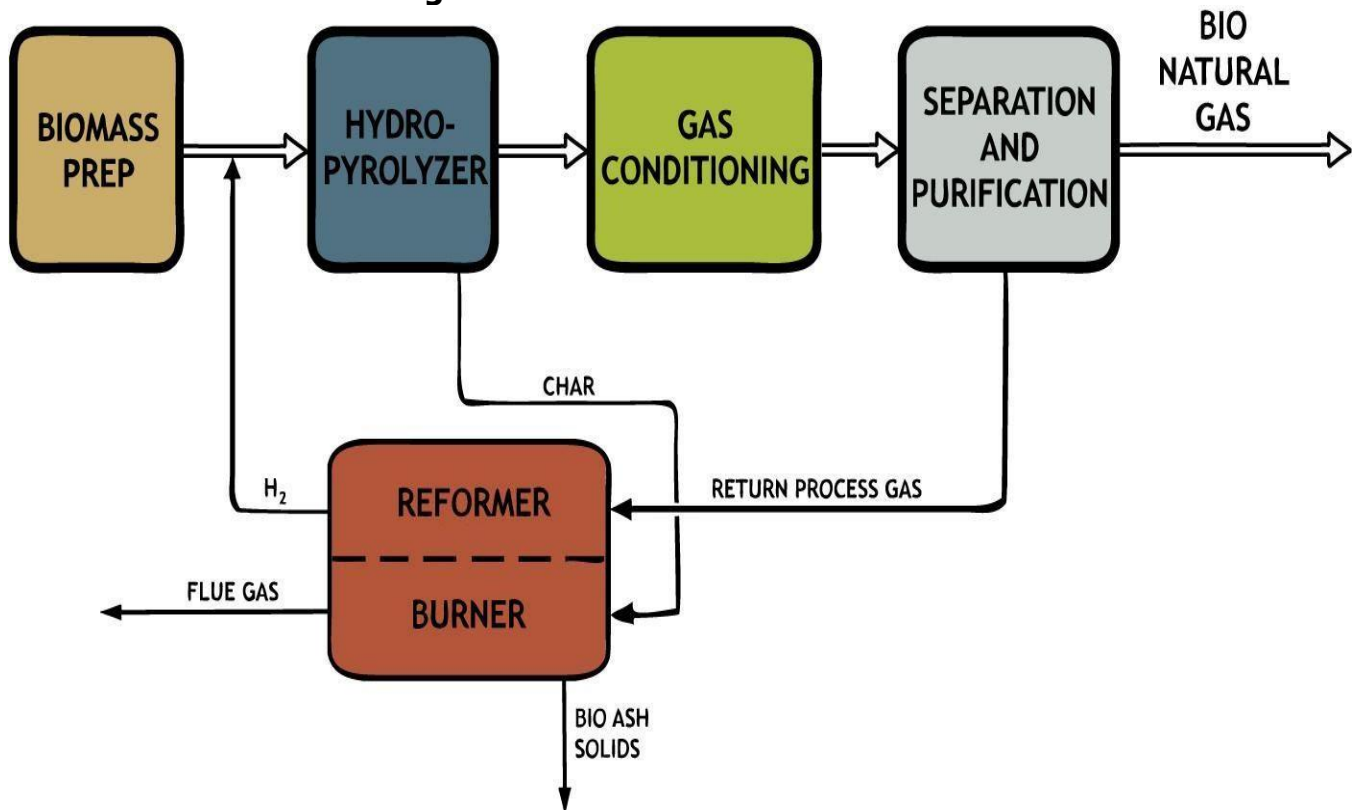 BIOMASS
PREP
HYDRO-
PYROLYZER
GAS
CONDITIONING
SEPARATION
AND
PURIFICATION
BIO
NATURAL
GAS
CHAR
H₂
REFORMER
RETURN PROCESS GAS
FLUE GAS
BURNER
BIO ASH
SOLIDS